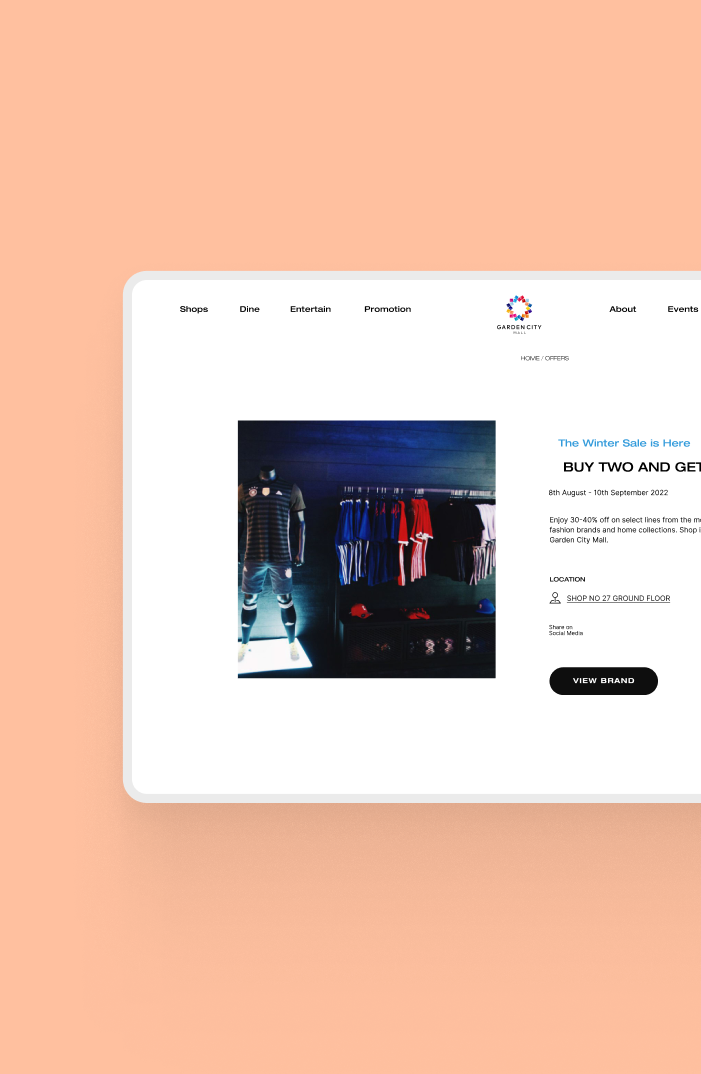 Shops Dine Entertain Promotion
GARDEN CITY
MALL
About Events
HOME / OFFERS
The Winter Sale is Here
BUY TWO AND GET
8th August - 10th September 2022
Enjoy 30-40% off on select lines from the
fashion brands and home collections. Shop
Garden City Mall.
LOCATION
SHOP NO 27 GROUND FLOOR
Share on
Social Media
VIEW BRAND